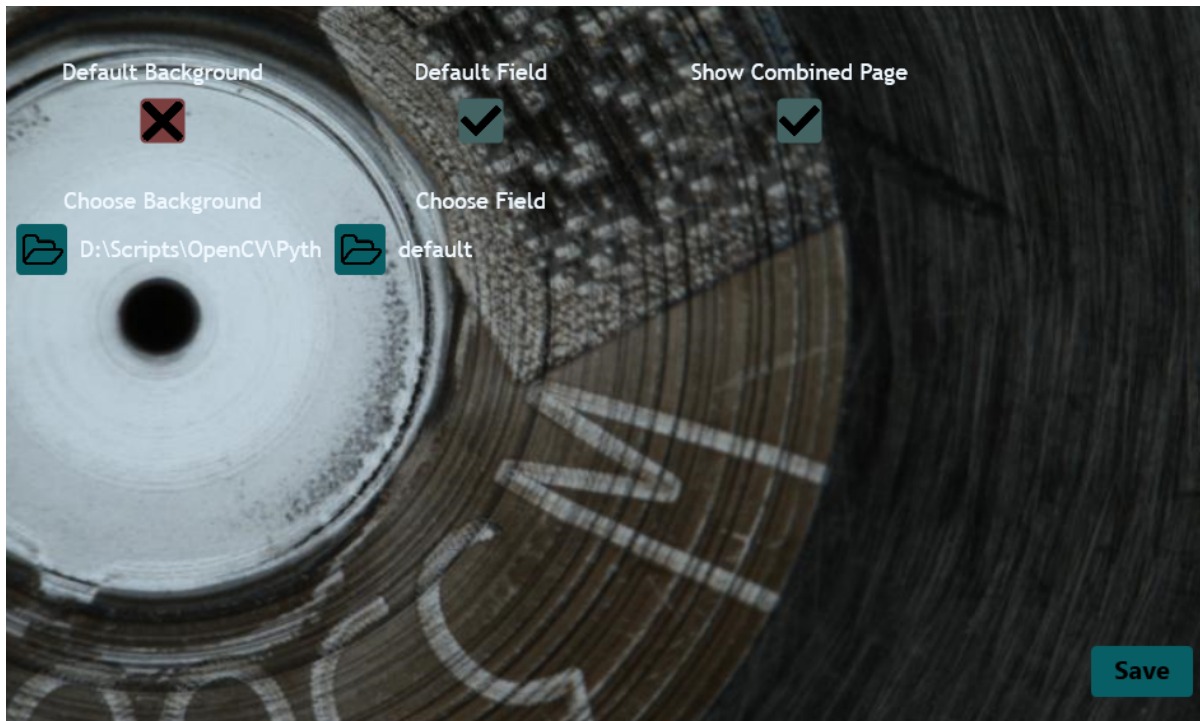 Default Background
Default Field
Show Combined Page
Choose Background
Choose Field
D:\Scripts\OpenCV\Pyth
default
Save